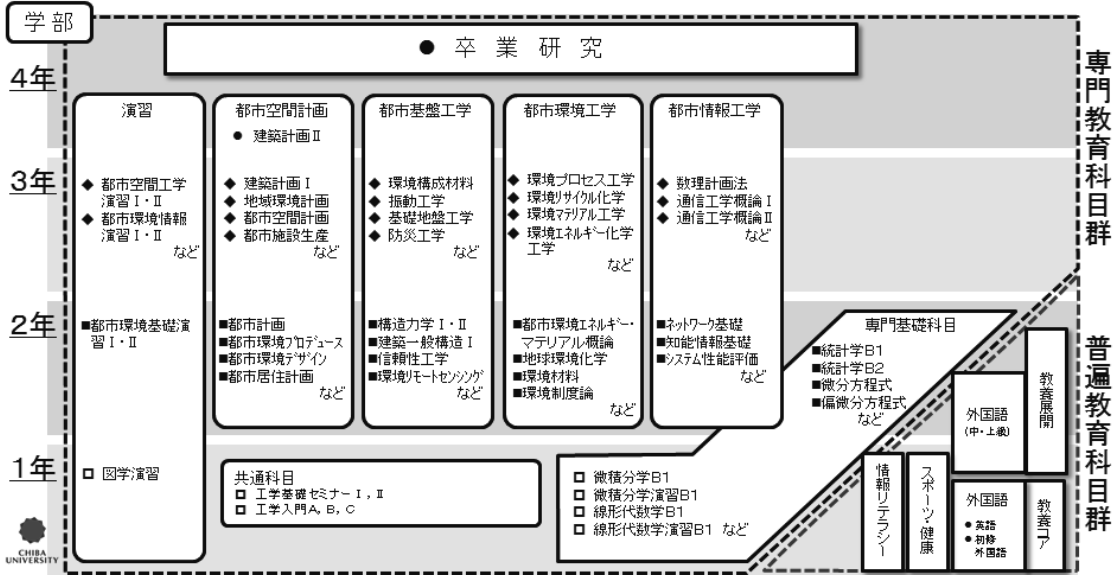 学部
● 卒業研究
4年
3年
2年
1年
演習
◆ 都市空間工学
演習Ⅰ・Ⅱ
◆ 都市環境情報
演習Ⅰ・Ⅱ
など
■都市環境基礎演
習Ⅰ・Ⅱ
□ 図学演習
都市空間計画
● 建築計画Ⅱ
◆ 建築計画Ⅰ
◆ 地域環境計画
◆ 都市空間計画
◆ 都市施設生産
など
■都市計画
■都市環境プロデュース
■都市環境デザイン
■都市居住計画
など
都市基盤工学
◆ 環境構成材料
◆ 振動工学
◆ 基礎地盤工学
◆ 防災工学
など
■構造力学Ⅰ・Ⅱ
■建築一般構造Ⅰ
■信頼性工学
■環境リモートセンシング
など
都市環境工学
◆ 環境プロセス工学
◆ 環境リサイクル化学
◆ 環境マテリアル工学
◆ 環境エネルギー化学
工学
など
■都市環境エネルギー・
マテリアル概論
■地球環境化学
■環境材料
■環境制度論
など
都市情報工学
◆ 数理計画法
◆ 通信工学概論Ⅰ
◆ 通信工学概論Ⅱ
など
■ネットワーク基礎
■知能情報基礎
■システム性能評価
など
共通科目
□ 工学基礎セミナーⅠ,Ⅱ
□ 工学入門A, B, C
専門基礎科目
■統計学B1
■統計学B2
■微分方程式
■偏微分方程式
など
□ 微積分学B1
□ 微積分学演習B1
□ 線形代数学B1
□ 線形代数学演習B1 など
情報リテラシー
スポーツ・健康
外国語
(中・上級)
教養展開
外国語
● 英語
● 初修
外国語
教養コア
専門教育科目群
普遍教育科目群
CHIBA
UNIVERSITY